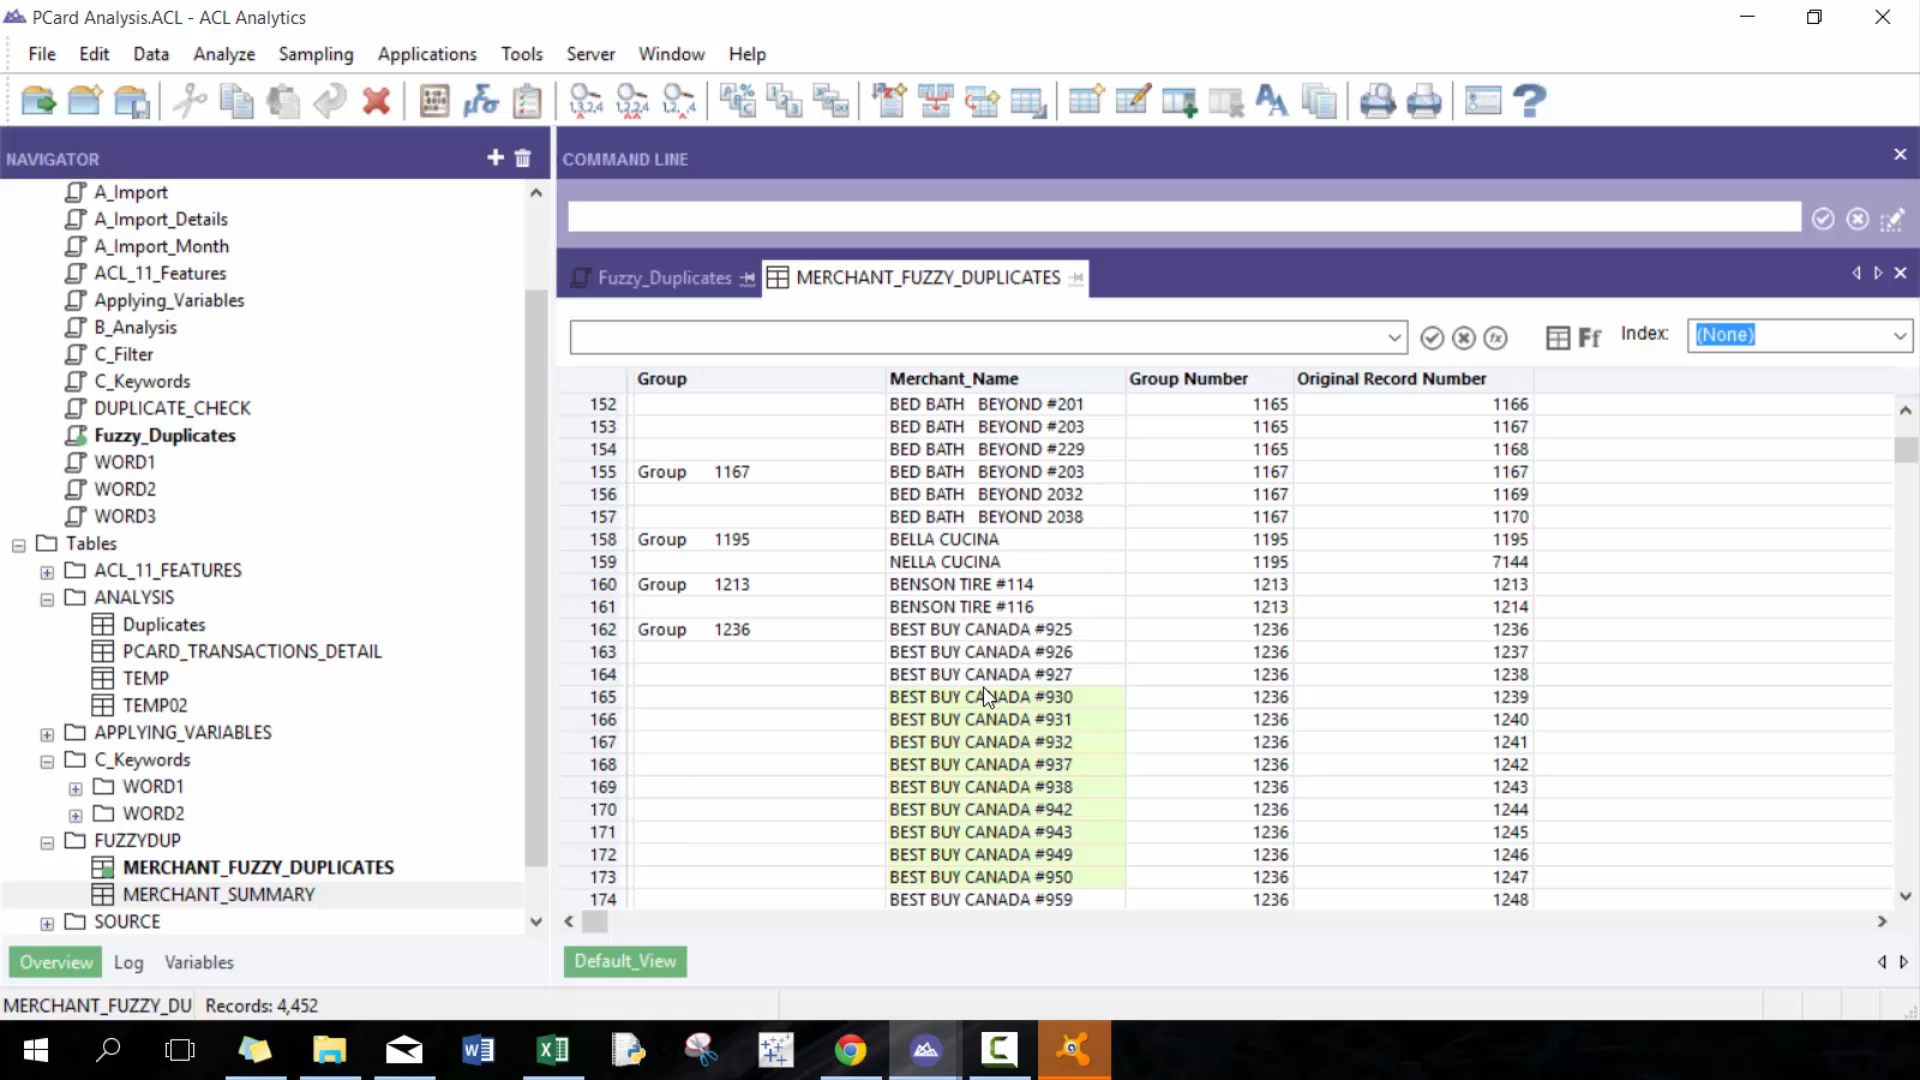 PCard Analysis.ACL - ACL Analytics
File Edit Data Analyze Sampling Applications Tools Server Window Help
NAVIGATOR
A_Import
A_Import_Details
A_Import_Month
ACL_11_Features
Applying_Variables
B_Analysis
C_Filter
C_Keywords
DUPLICATE_CHECK
Fuzzy_Duplicates
WORD1
WORD2
WORD3
Tables
ACL_11_FEATURES
ANALYSIS
Duplicates
PCARD_TRANSACTIONS_DETAIL
TEMP
TEMP02
APPLYING_VARIABLES
C_Keywords
WORD1
WORD2
FUZZYDUP
MERCHANT_FUZZY_DUPLICATES
MERCHANT_SUMMARY
SOURCE
Overview Log Variables
COMMAND LINE
Fuzzy_Duplicates MERCHANT_FUZZY_DUPLICATES
Ff Index: (None)
Group Merchant_Name Group Number Original Record Number
152 BED BATH BEYOND #201 1165 1166
153 BED BATH BEYOND #203 1165 1167
154 BED BATH BEYOND #229 1165 1168
155 Group 1167 BED BATH BEYOND #203 1167 1167
156 BED BATH BEYOND 2032 1167 1169
157 BED BATH BEYOND 2038 1167 1170
158 Group 1195 BELLA CUCINA 1195 1195
159 NELLA CUCINA 1195 7144
160 Group 1213 BENSON TIRE #114 1213 1213
161 BENSON TIRE #116 1213 1214
162 Group 1236 BEST BUY CANADA #925 1236 1236
163 BEST BUY CANADA #926 1236 1237
164 BEST BUY CANADA #927 1236 1238
165 BEST BUY CANADA #930 1236 1239
166 BEST BUY CANADA #931 1236 1240
167 BEST BUY CANADA #932 1236 1241
168 BEST BUY CANADA #937 1236 1242
169 BEST BUY CANADA #938 1236 1243
170 BEST BUY CANADA #942 1236 1244
171 BEST BUY CANADA #943 1236 1245
172 BEST BUY CANADA #949 1236 1246
173 BEST BUY CANADA #950 1236 1247
174 BEST BUY CANADA #959 1236 1248
Default_View
MERCHANT_FUZZY_DU Records: 4,452